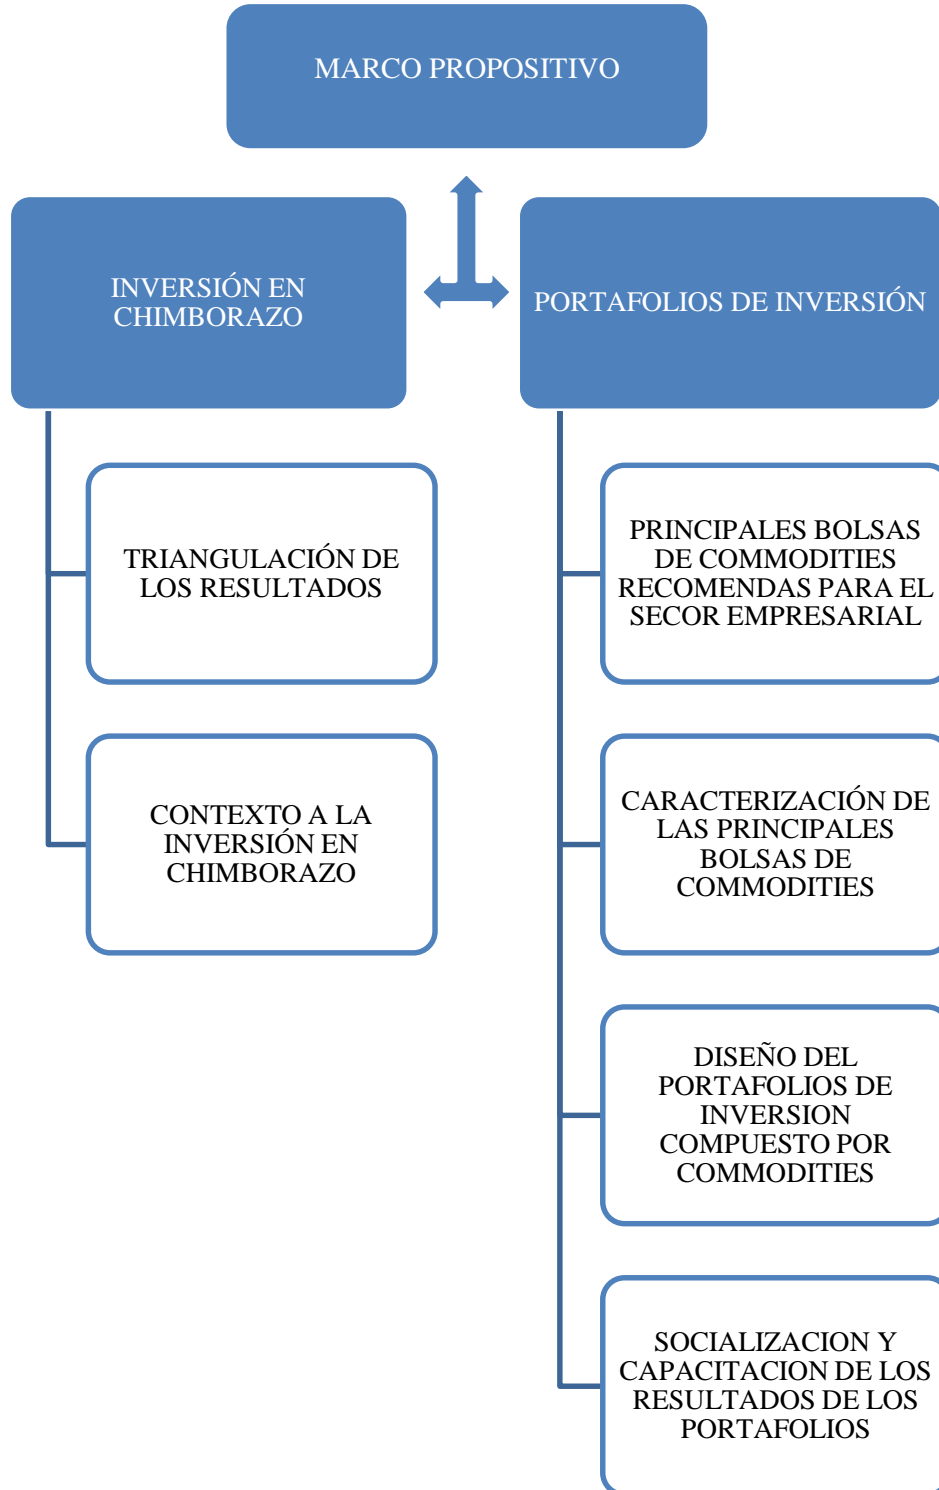 MARCO PROPOSITIVO
INVERSIÓN EN
CHIMBORAZO
TRIANGULACIÓN DE
LOS RESULTADOS
CONTEXTO A LA
INVERSIÓN EN
CHIMBORAZO
PORTAFOLIOS DE INVERSIÓN
PRINCIPALES BOLSAS
DE COMMODITIES
RECOMENDAS PARA EL
SECOR EMPRESARIAL
CARACTERIZACIÓN DE
LAS PRINCIPALES
BOLSAS DE
COMMODITIES
DISEÑO DEL
PORTAFOLIOS DE
INVERSION
COMPUESTO POR
COMMODITIES
SOCIALIZACION Y
CAPACITACION DE LOS
RESULTADOS DE LOS
PORTAFOLIOS